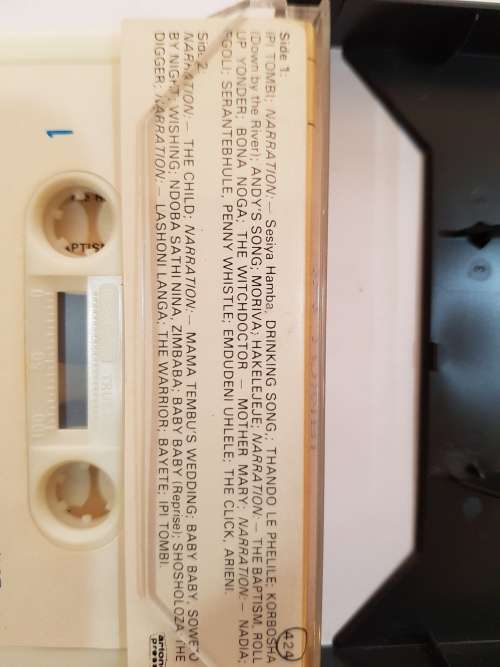 Side 1:
IPI TOMBI; NARRATION:— Sesiya Hamba, DRINKING SONG,; THANDO LE PHELILE; KORBOSHA
(Down by the River); ANDY'S SONG; MORIVA; HAKELEJEJE; NARRATION — THE BAPTISM, ROLL
UP YONDER; BONA NOGA; THE WITCHDOCTOR — MOTHER MARY; NARRATION:— NADIA;
EGOLI; SERANTEBHULE, PENNY WHISTLE; EMDUDENI UHLELE; THE CLICK, ARIENI.
Side 2:
NARRATION:— THE CHILD; NARRATION:— MAMA TEMBU'S WEDDING; BABY BABY, SOWETO
BY NIGHT, WISHING; NDOBA SATHI NINA, ZIMBABA; BABY BABY (Reprise); SHOSHOLOZA, THE
DIGGER; NARRATION:— LASHONI LANGA; THE WARRIOR; BAYETE; IPI TOMBI.
424
arion
press
1